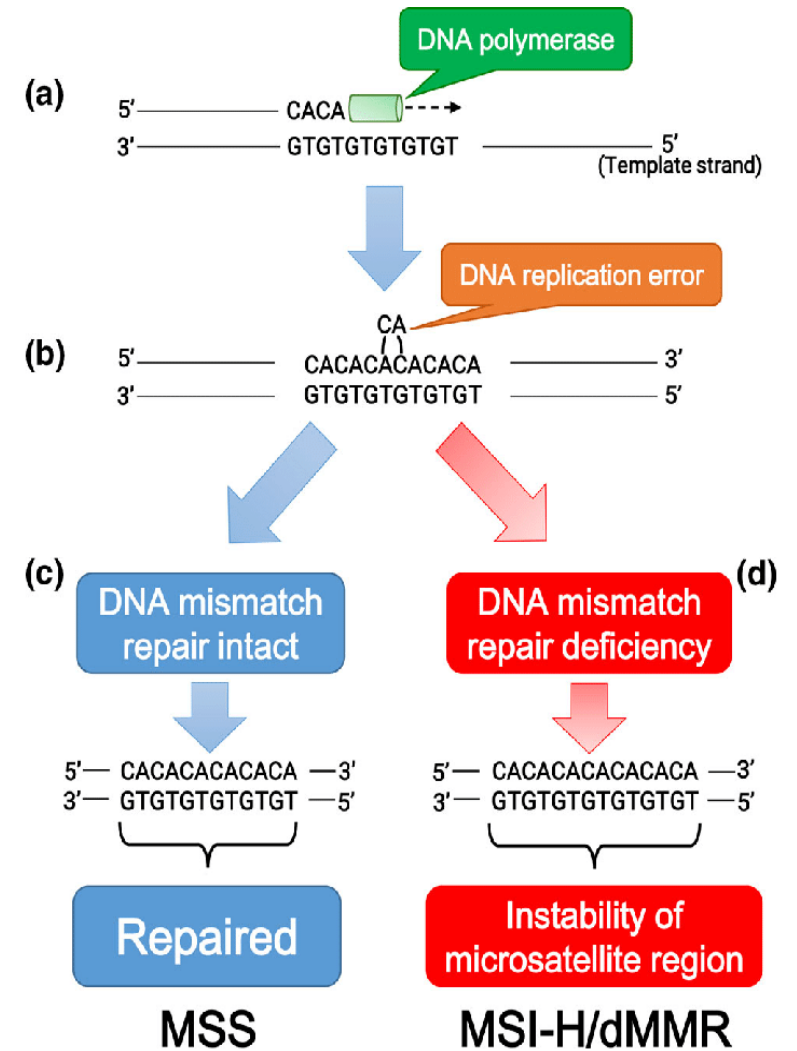 DNA polymerase
(a)
5′ CACA
3′ GTGTGTGTGTGT 5′
(Template strand)
DNA replication error
CA
(b)
5′ CACACACACACA 3′
3′ GTGTGTGTGTGT 5′
(c)
DNA mismatch
repair intact
5′ CACACACACACA 3′
3′ GTGTGTGTGTGT 5′
Repaired
MSS
(d)
DNA mismatch
repair deficiency
5′ CACACACACACACA 3′
3′ GTGTGTGTGTGTGT 5′
Instability of
microsatellite region
MSI-H/dMMR